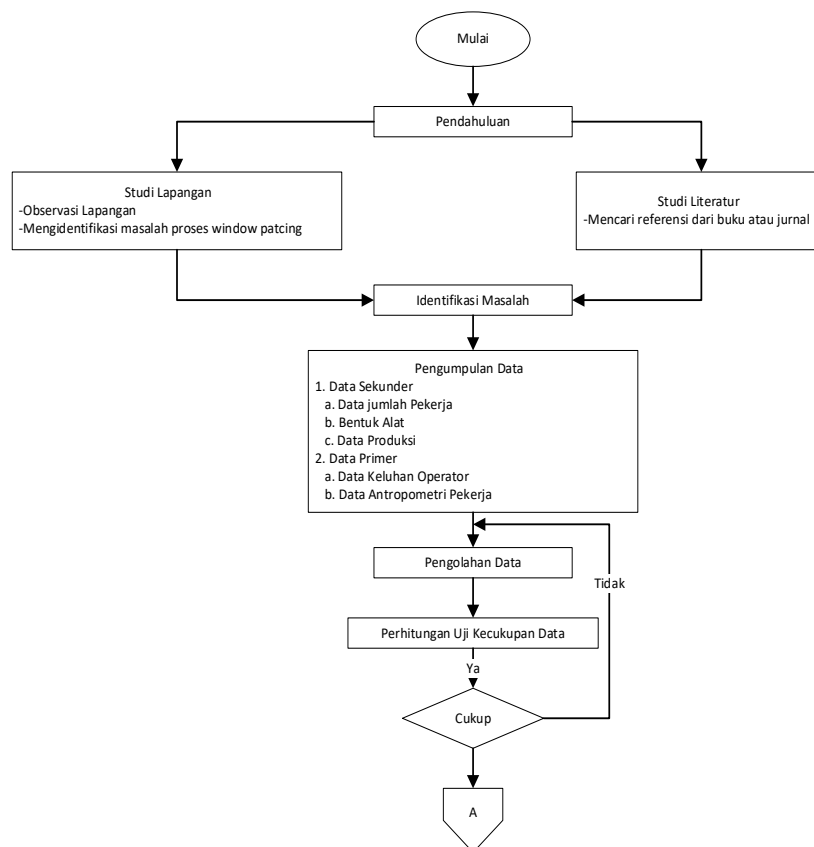 Mulai
Pendahuluan
Studi Lapangan
-Observasi Lapangan
-Mengidentifikasi masalah proses window patcing
Studi Literatur
-Mencari referensi dari buku atau jurnal
Identifikasi Masalah
Pengumpulan Data
1. Data Sekunder
a. Data jumlah Pekerja
b. Bentuk Alat
c. Data Produksi
2. Data Primer
a. Data Keluhan Operator
b. Data Antropometri Pekerja
Pengolahan Data
Tidak
Perhitungan Uji Kecukupan Data
Ya
Cukup
A